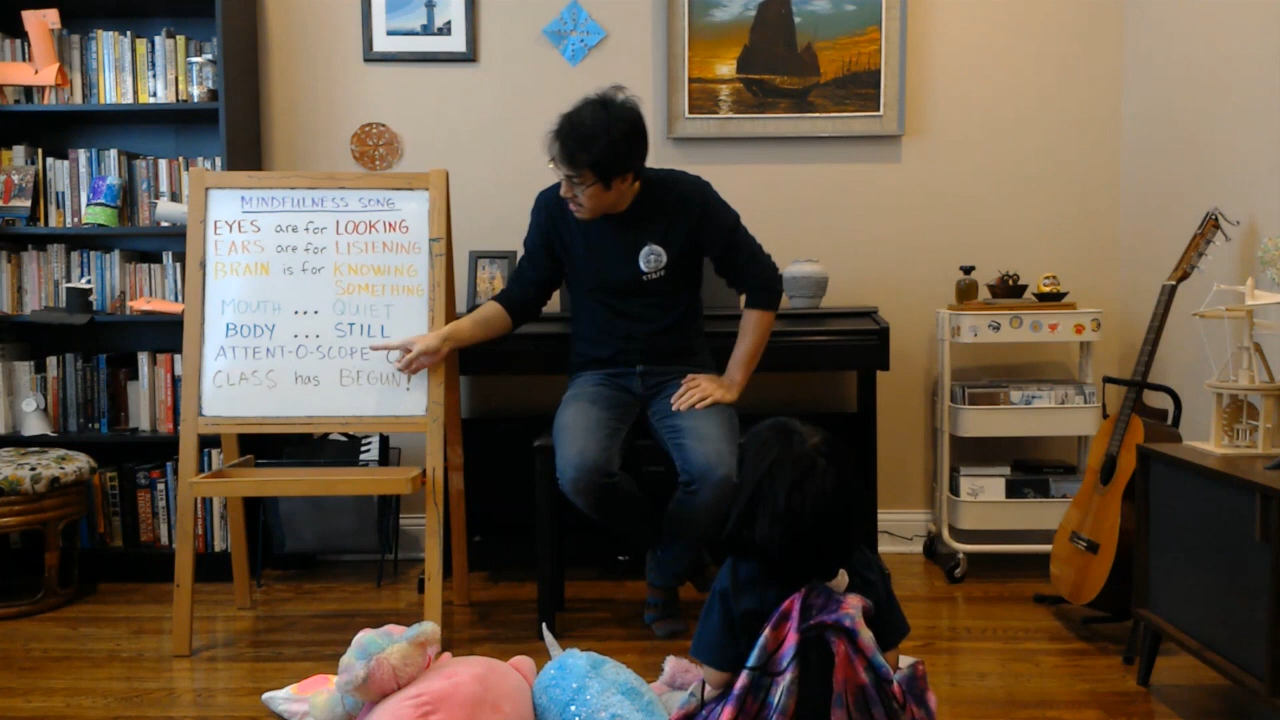 MINDFULNESS SONG
EYES are for LOOKING
EARS are for LISTENING
BRAIN is for KNOWING
SOMETHING
MOUTH ... QUIET
BODY ... STILL
ATTENT-O-SCOPE
CLASS has BEGUN!
STAFF